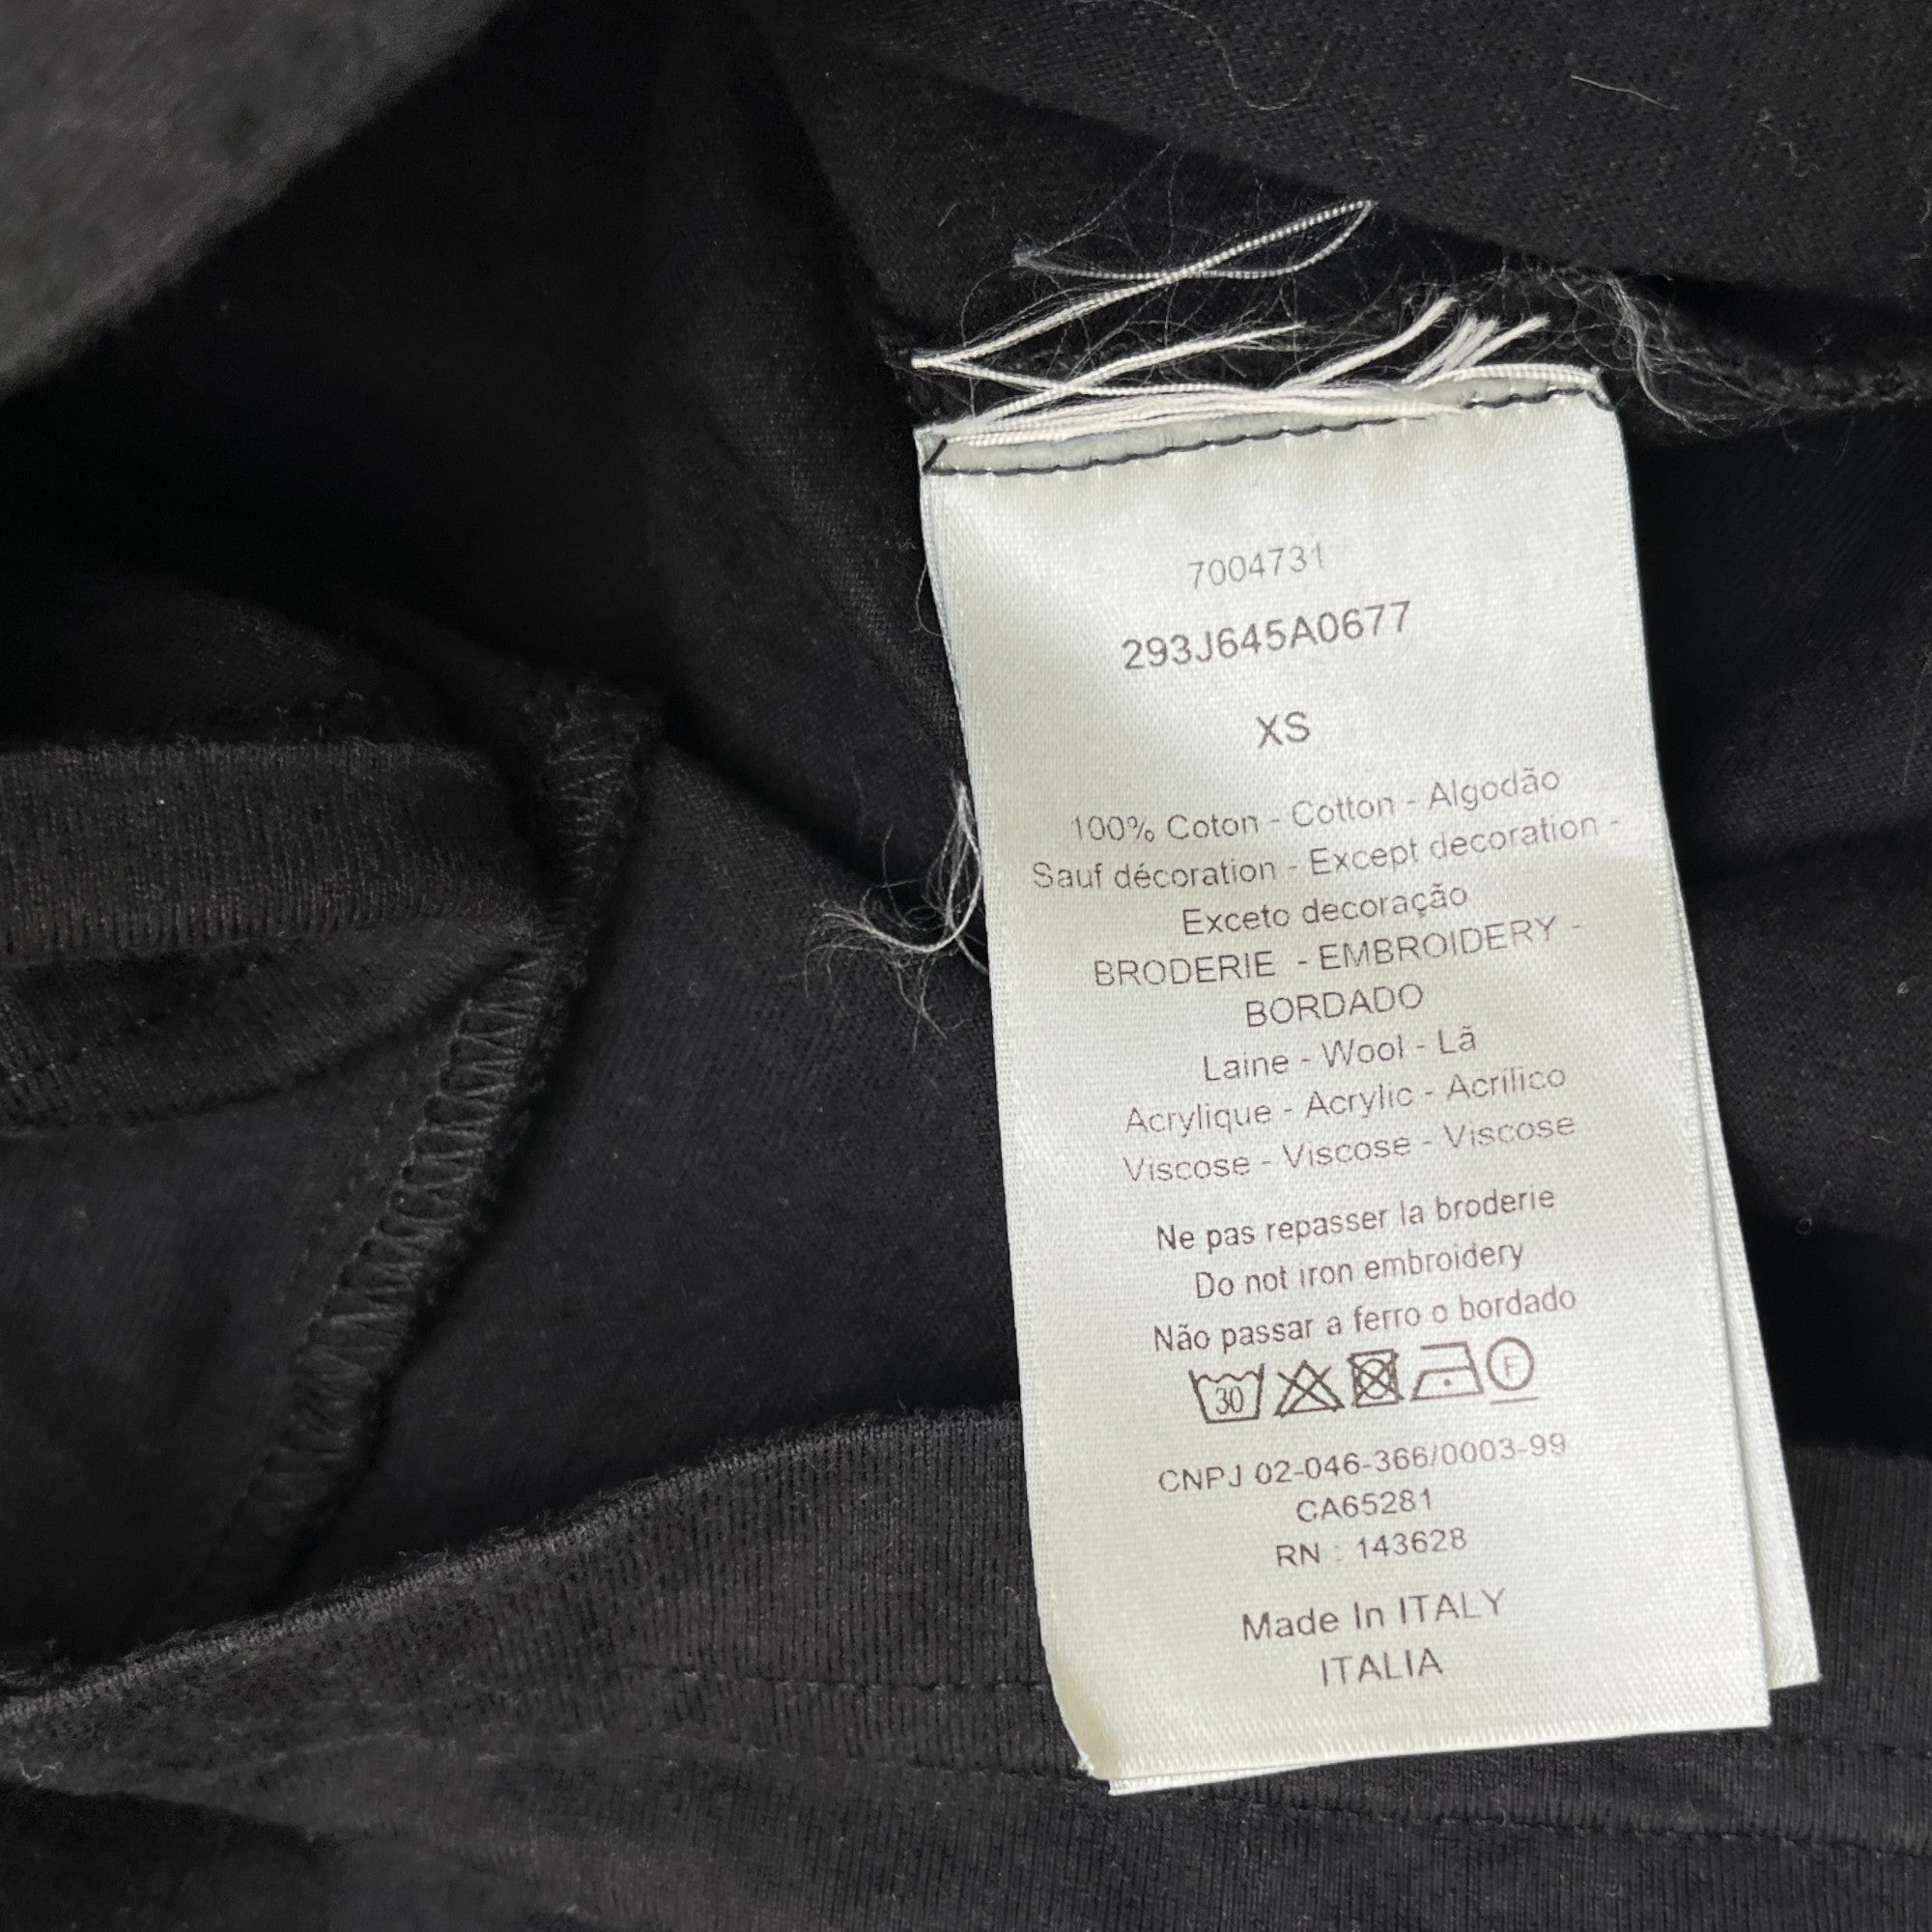 7004731
293J645A0677
XS
100% Coton - Cotton - Algodão
Sauf décoration - Except decoration -
Exceto decoração
BRODERIE - EMBROIDERY -
BORDADO
Laine - Wool - Lã
Acrylique - Acrylic - Acrílico
Viscose - Viscose - Viscose
Ne pas repasser la broderie
Do not iron embroidery
Não passar a ferro o bordado
30 F
CNPJ 02-046-366/0003-99
CA65281
RN : 143628
Made In ITALY
ITALIA